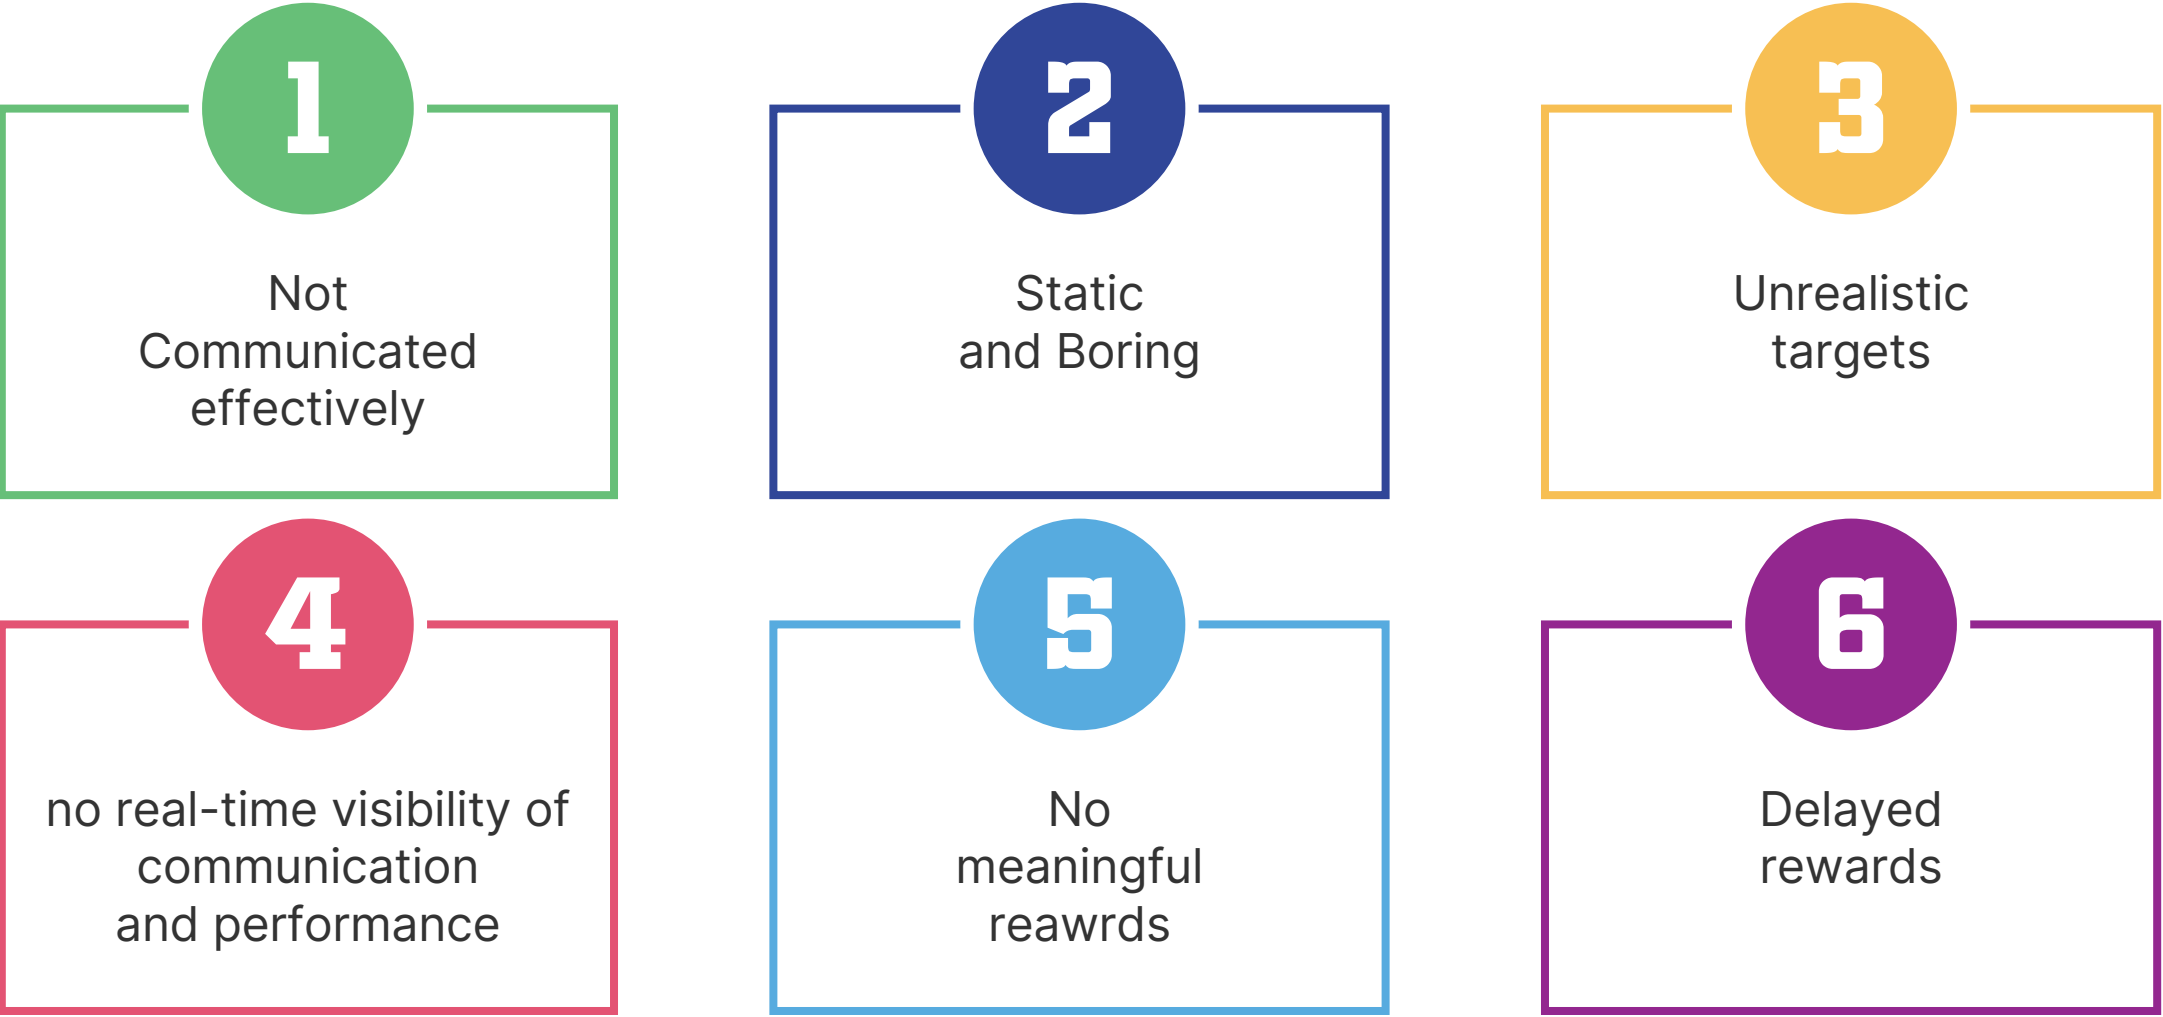 1
Not
Communicated
effectively
2
Static
and Boring
3
Unrealistic
targets
4
no real-time visibility of
communication
and performance
5
No
meaningful
reawrds
6
Delayed
rewards